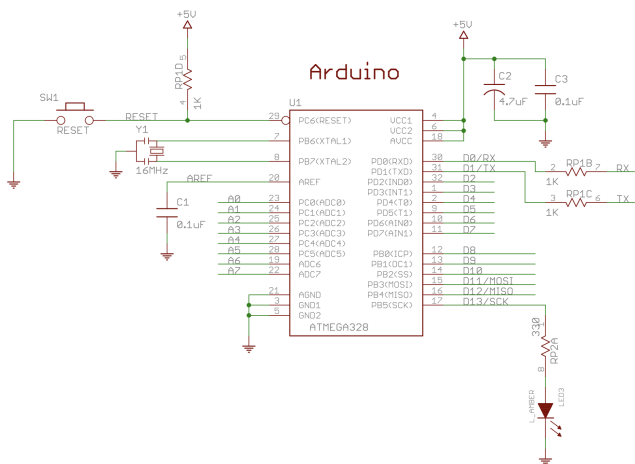 +5V
+5V
RP1D
5
4
1K
Arduino
SW1
RESET
RESET
Y1
16MHz
AREF
C1
0.1uF
C2
4.7uF
C3
0.1uF
U1
29 PC6(RESET)
7 PB6(XTAL1)
8 PB7(XTAL2)
20 AREF
A0 23 PC0(ADC0)
A1 24 PC1(ADC1)
A2 25 PC2(ADC2)
A3 26 PC3(ADC3)
A4 27 PC4(ADC4)
A5 28 PC5(ADC5)
A6 19 ADC6
A7 22 ADC7
21 AGND
3 GND1
5 GND2
VCC1 4
VCC2 6
AVCC 18
PD0(RXD) 30 D0/RX
PD1(TXD) 31 D1/TX
PD2(IND0) 32 D2
PD3(INT1) 1 D3
PD4(T0) 2 D4
PD5(T1) 9 D5
PD6(AIN0) 10 D6
PD7(AIN1) 11 D7
PB0(ICP) 12 D8
PB1(OC1) 13 D9
PB2(SS) 14 D10
PB3(MOSI) 15 D11/MOSI
PB4(MISO) 16 D12/MISO
PB5(SCK) 17 D13/SCK
ATMEGA328
RP1B
2 7 RX
1K
RP1C
3 6 TX
1K
330
1
RP2A
8
L_AMBER
LED3